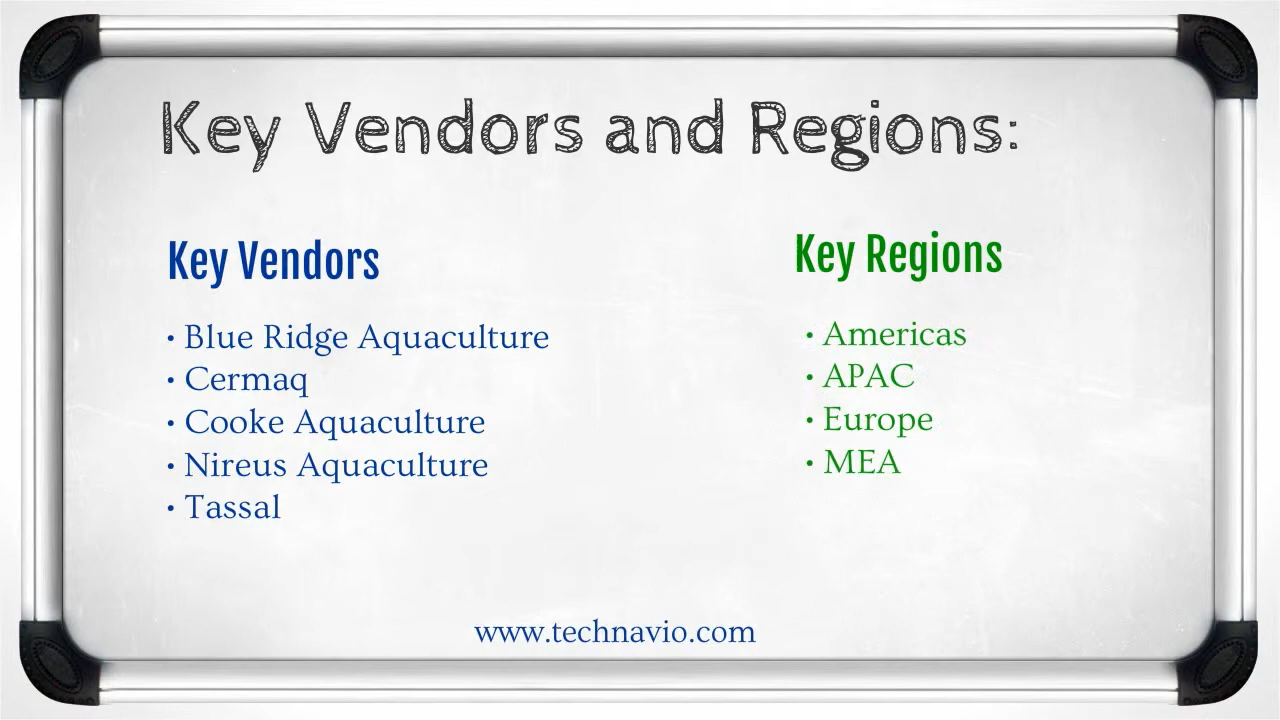 Key Vendors and Regions:
Key Vendors
• Blue Ridge Aquaculture
• Cermaq
• Cooke Aquaculture
• Nireus Aquaculture
• Tassal
Key Regions
• Americas
• APAC
• Europe
• MEA
www.technavio.com